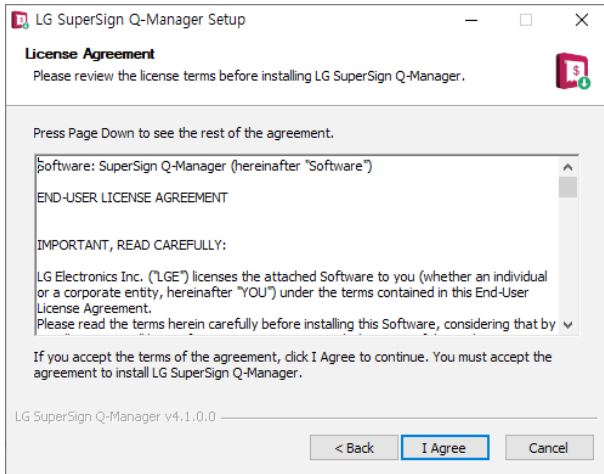 LG SuperSign Q-Manager Setup
License Agreement
Please review the license terms before installing LG SuperSign Q-Manager.
$
Press Page Down to see the rest of the agreement.
Software: SuperSign Q-Manager (hereinafter "Software")
END-USER LICENSE AGREEMENT
IMPORTANT, READ CAREFULLY:
LG Electronics Inc. ("LGE") licenses the attached Software to you (whether an individual
or a corporate entity, hereinafter "YOU") under the terms contained in this End-User
License Agreement.
Please read the terms herein carefully before installing this Software, considering that by
If you accept the terms of the agreement, click I Agree to continue. You must accept the
agreement to install LG SuperSign Q-Manager.
LG SuperSign Q-Manager v4.1.0.0
< Back
I Agree
Cancel